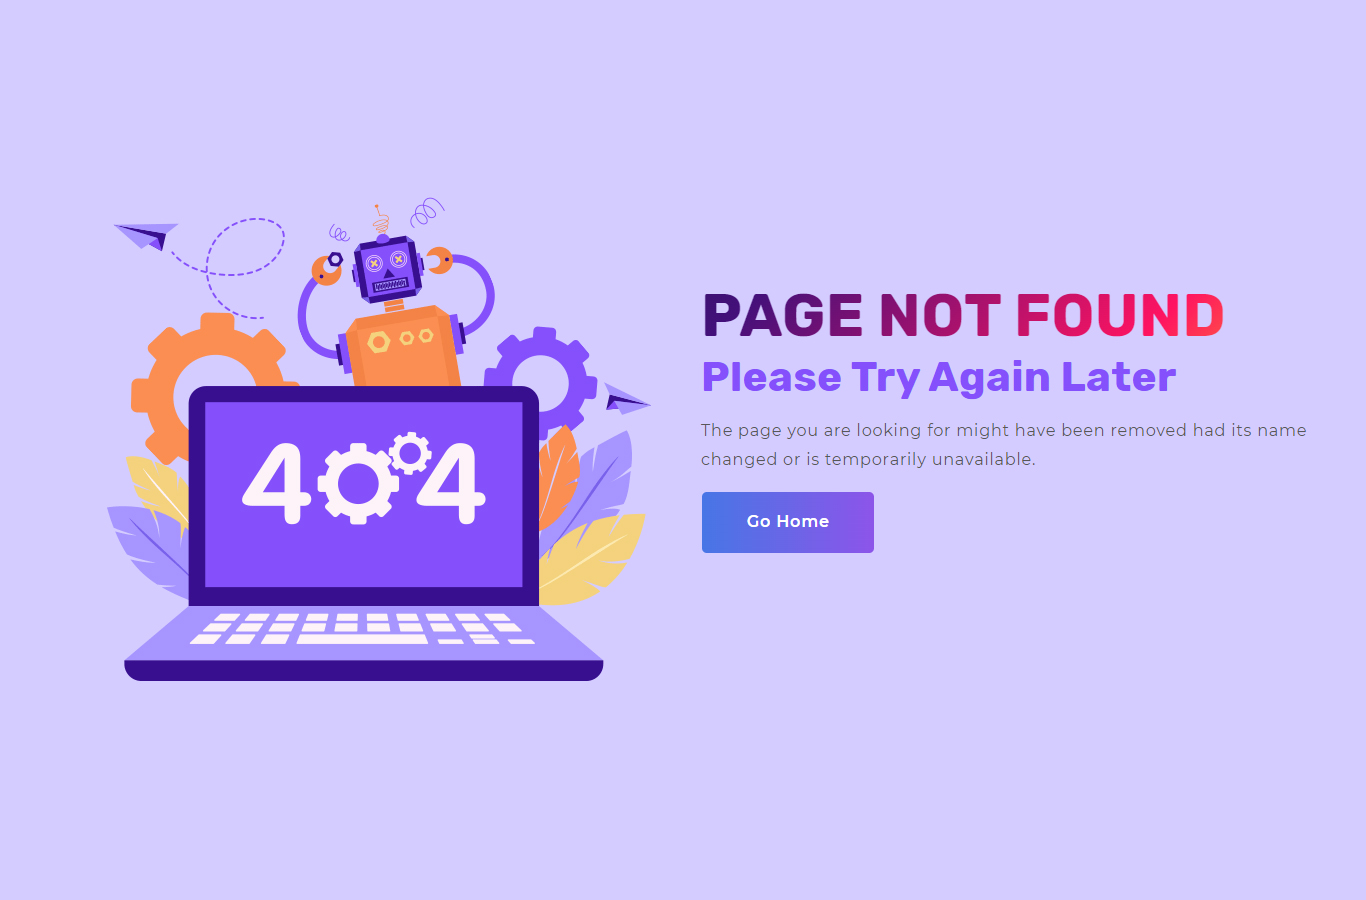 404
PAGE NOT FOUND
Please Try Again Later
The page you are looking for might have been removed had its name
changed or is temporarily unavailable.
Go Home